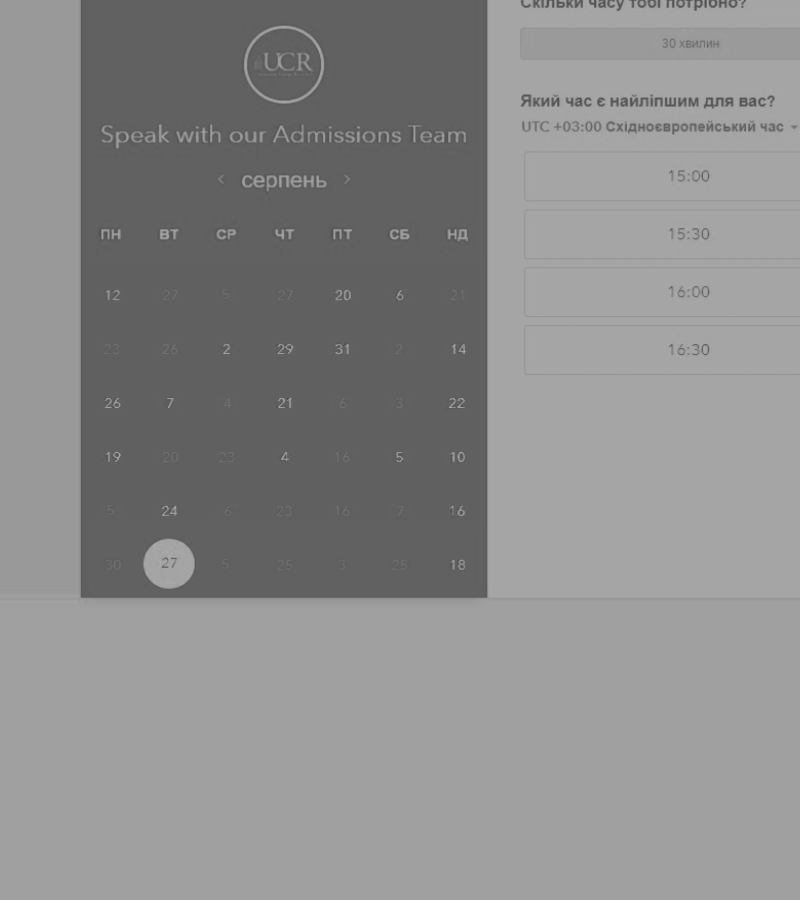 UCR
Speak with our Admissions Team
серпень
ПН ВТ СР ЧТ ПТ СБ НД
12 27 5 27 20 6 21
23 26 2 29 31 2 14
26 7 4 21 6 3 22
19 20 23 4 16 5 10
5 24 6 23 16 7 16
30 27 5 25 3 25 18
Скільки часу тобі потрібно?
30 хвилин
Який час є найліпшим для вас?
UTC +03:00 Східноєвропейський час
15:00
15:30
16:00
16:30